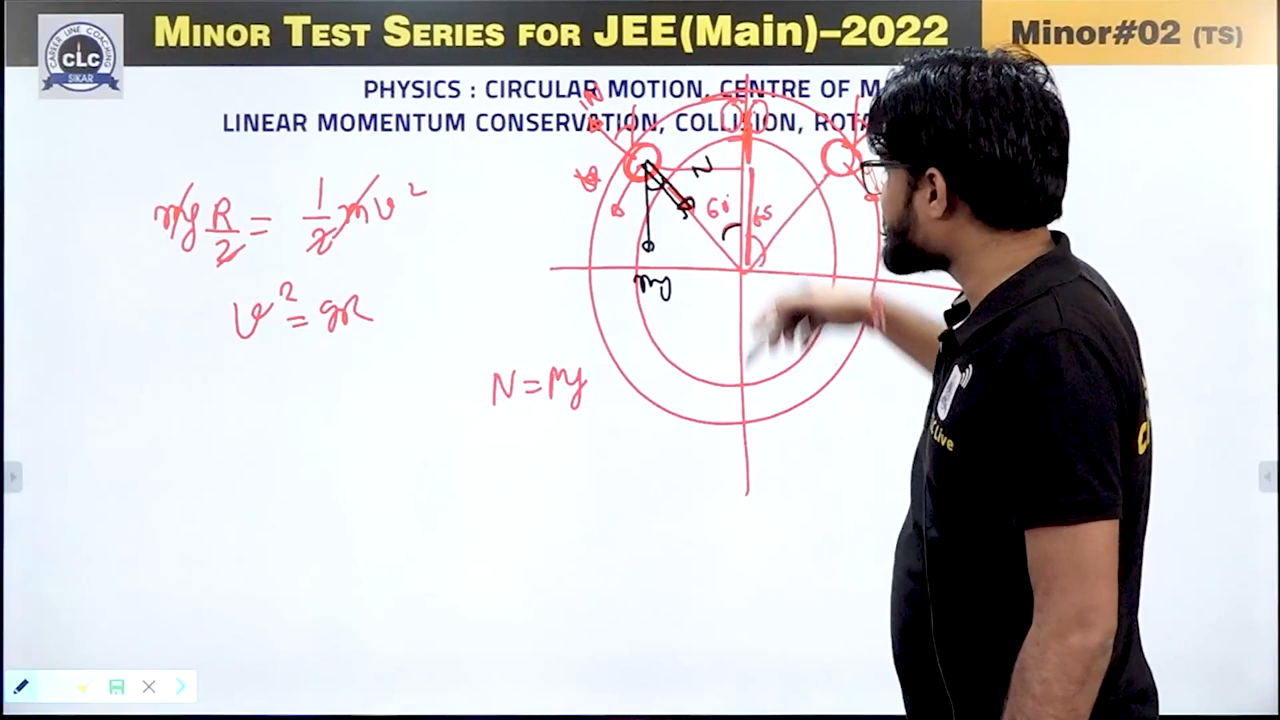 MINOR TEST SERIES FOR JEE(Main)–2022
Minor#02 (TS)
CAREER LINE COACHING
CLC
SIKAR
PHYSICS : CIRCULAR MOTION, CENTRE OF
LINEAR MOMENTUM CONSERVATION, COLLISION,
mg R/2 = 1/2 mv²
v² = gR
N = mg
N
60
mg
Live